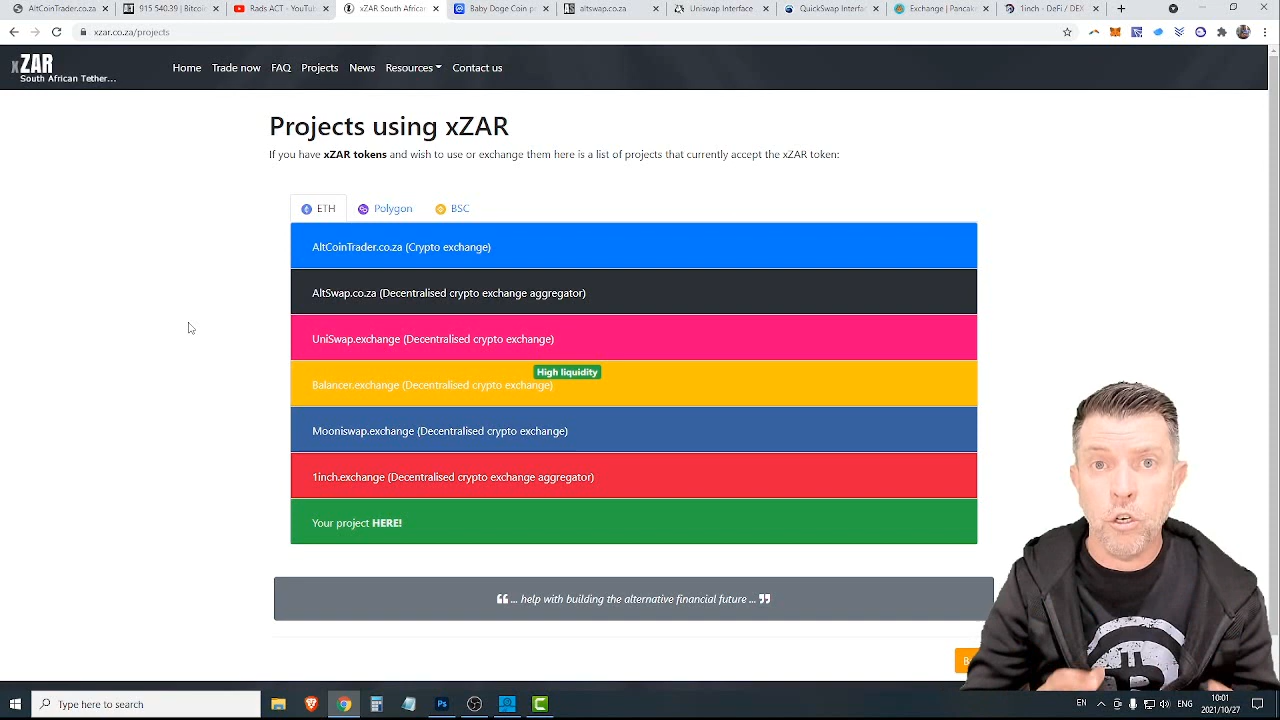 AltCoinTrader.co.za
915 540.39 | Bitcoi
Rads ACT - YouTub
xZAR South African
Baby Doge Coin p
altswap.co.za
Uniswap Interface
QuickSwap Interfa
Exchange | Pancak
1inch - DeFi / DEX
xzar.co.za/projects
xZAR
South African Tether...
Home
Trade now
FAQ
Projects
News
Resources
Contact us
Projects using xZAR
If you have xZAR tokens and wish to use or exchange them here is a list of projects that currently accept the xZAR token:
ETH
Polygon
BSC
AltCoinTrader.co.za (Crypto exchange)
AltSwap.co.za (Decentralised crypto exchange aggregator)
UniSwap.exchange (Decentralised crypto exchange)
High liquidity
Balancer.exchange (Decentralised crypto exchange)
Mooniswap.exchange (Decentralised crypto exchange)
1inch.exchange (Decentralised crypto exchange aggregator)
Your project HERE!
... help with building the alternative financial future ...
Type here to search
EN
ENG
10:01
2021/10/27